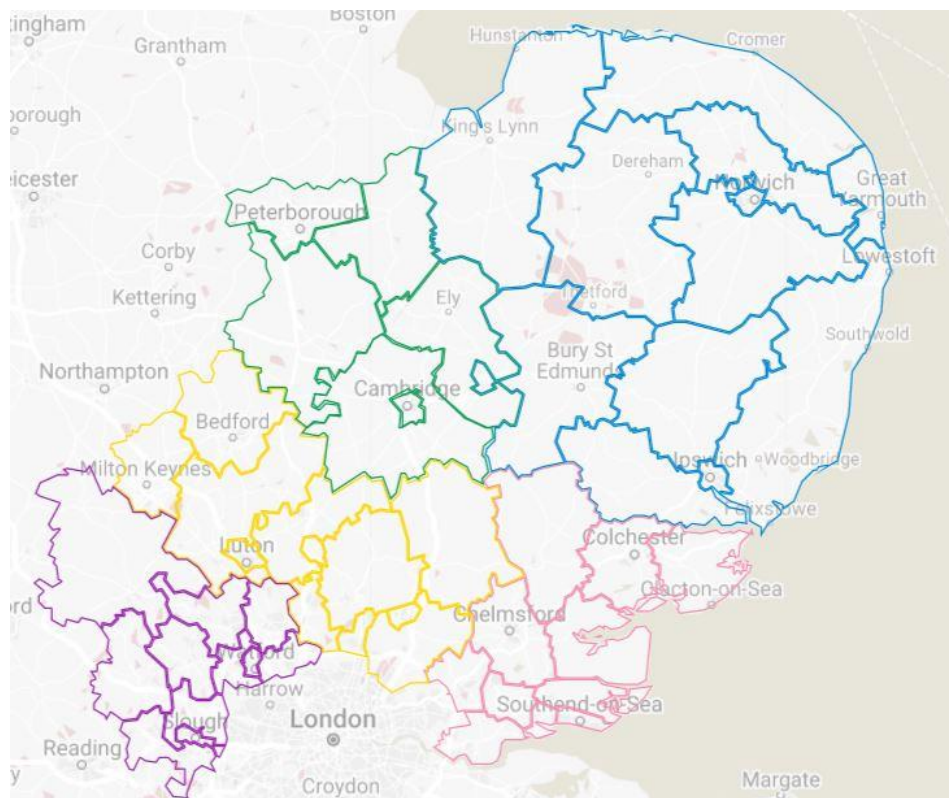 Boston
ingham
Grantham
Hunstanton
Cromer
orough
King's Lynn
Dereham
eicester
Norwich
Great
Yarmouth
Peterborough
Corby
Lowestoft
Kettering
Ely
Thetford
Southwold
Northampton
Bury St
Edmunds
Cambridge
Bedford
Milton Keynes
Ipswich
Woodbridge
Felixstowe
Luton
Colchester
Clacton-on-Sea
ord
Chelmsford
Watford
Harrow
Slough
London
Southend-on-Sea
Reading
Croydon
Margate